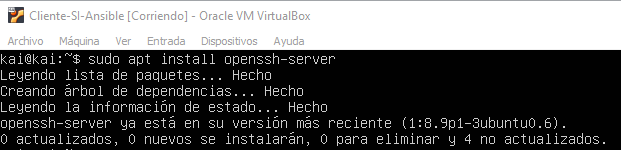 Cliente-SI-Ansible [Corriendo] - Oracle VM VirtualBox
Archivo Máquina Ver Entrada Dispositivos Ayuda
kai@kai:~$ sudo apt install openssh-server
Leyendo lista de paquetes... Hecho
Creando árbol de dependencias... Hecho
Leyendo la información de estado... Hecho
openssh-server ya está en su versión más reciente (1:8.9p1-3ubuntu0.6).
0 actualizados, 0 nuevos se instalarán, 0 para eliminar y 4 no actualizados.